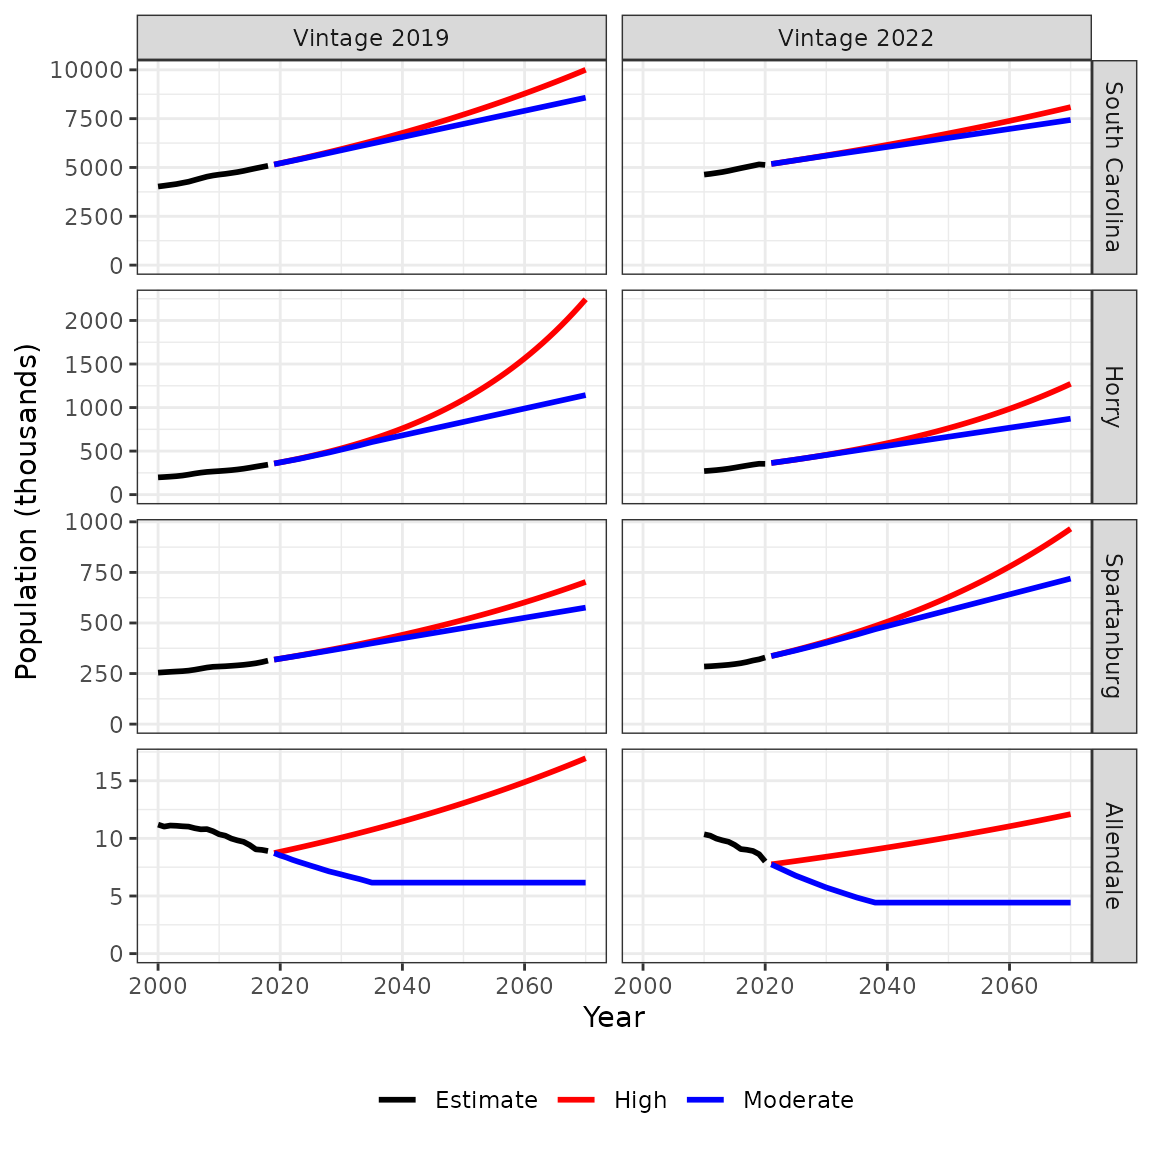 Vintage 2019
Vintage 2022
10000
7500
5000
2500
0
South Carolina
2000
1500
1000
500
0
Horry
1000
750
500
250
0
Spartanburg
15
10
5
0
Allendale
Population (thousands)
2000 2020 2040 2060
2000 2020 2040 2060
Year
Estimate High Moderate